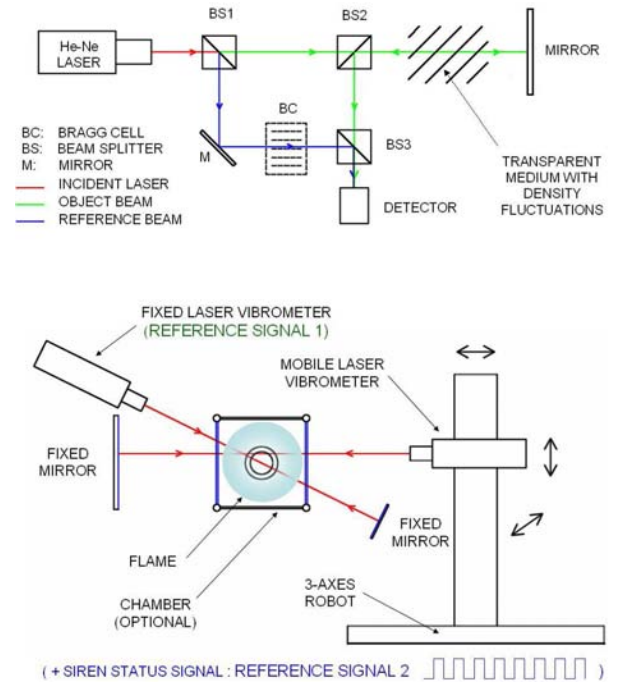 BS1
BS2
He-Ne
LASER
MIRROR
BC
BC: BRAGG CELL
BS: BEAM SPLITTER
M: MIRROR
M
BS3
INCIDENT LASER
OBJECT BEAM
REFERENCE BEAM
DETECTOR
TRANSPARENT
MEDIUM WITH
DENSITY
FLUCTUATIONS
FIXED LASER VIBROMETER
(REFERENCE SIGNAL 1)
MOBILE LASER
VIBROMETER
FIXED
MIRROR
FIXED
MIRROR
FLAME
CHAMBER
(OPTIONAL)
3-AXES
ROBOT
( + SIREN STATUS SIGNAL : REFERENCE SIGNAL 2 )